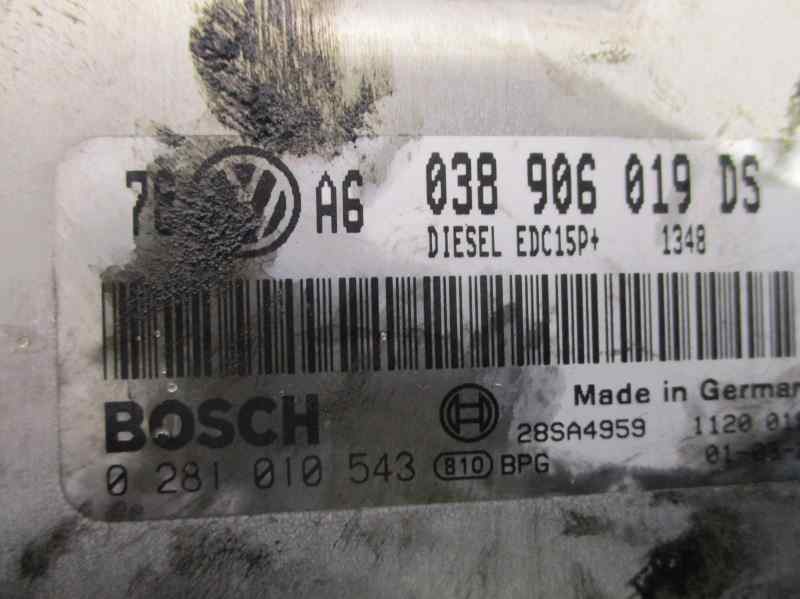 A6 038 906 019 DS
DIESEL EDC15P+ 1348
BOSCH
Made in
28SA4959 1120
0 281 010 543 810 BPG